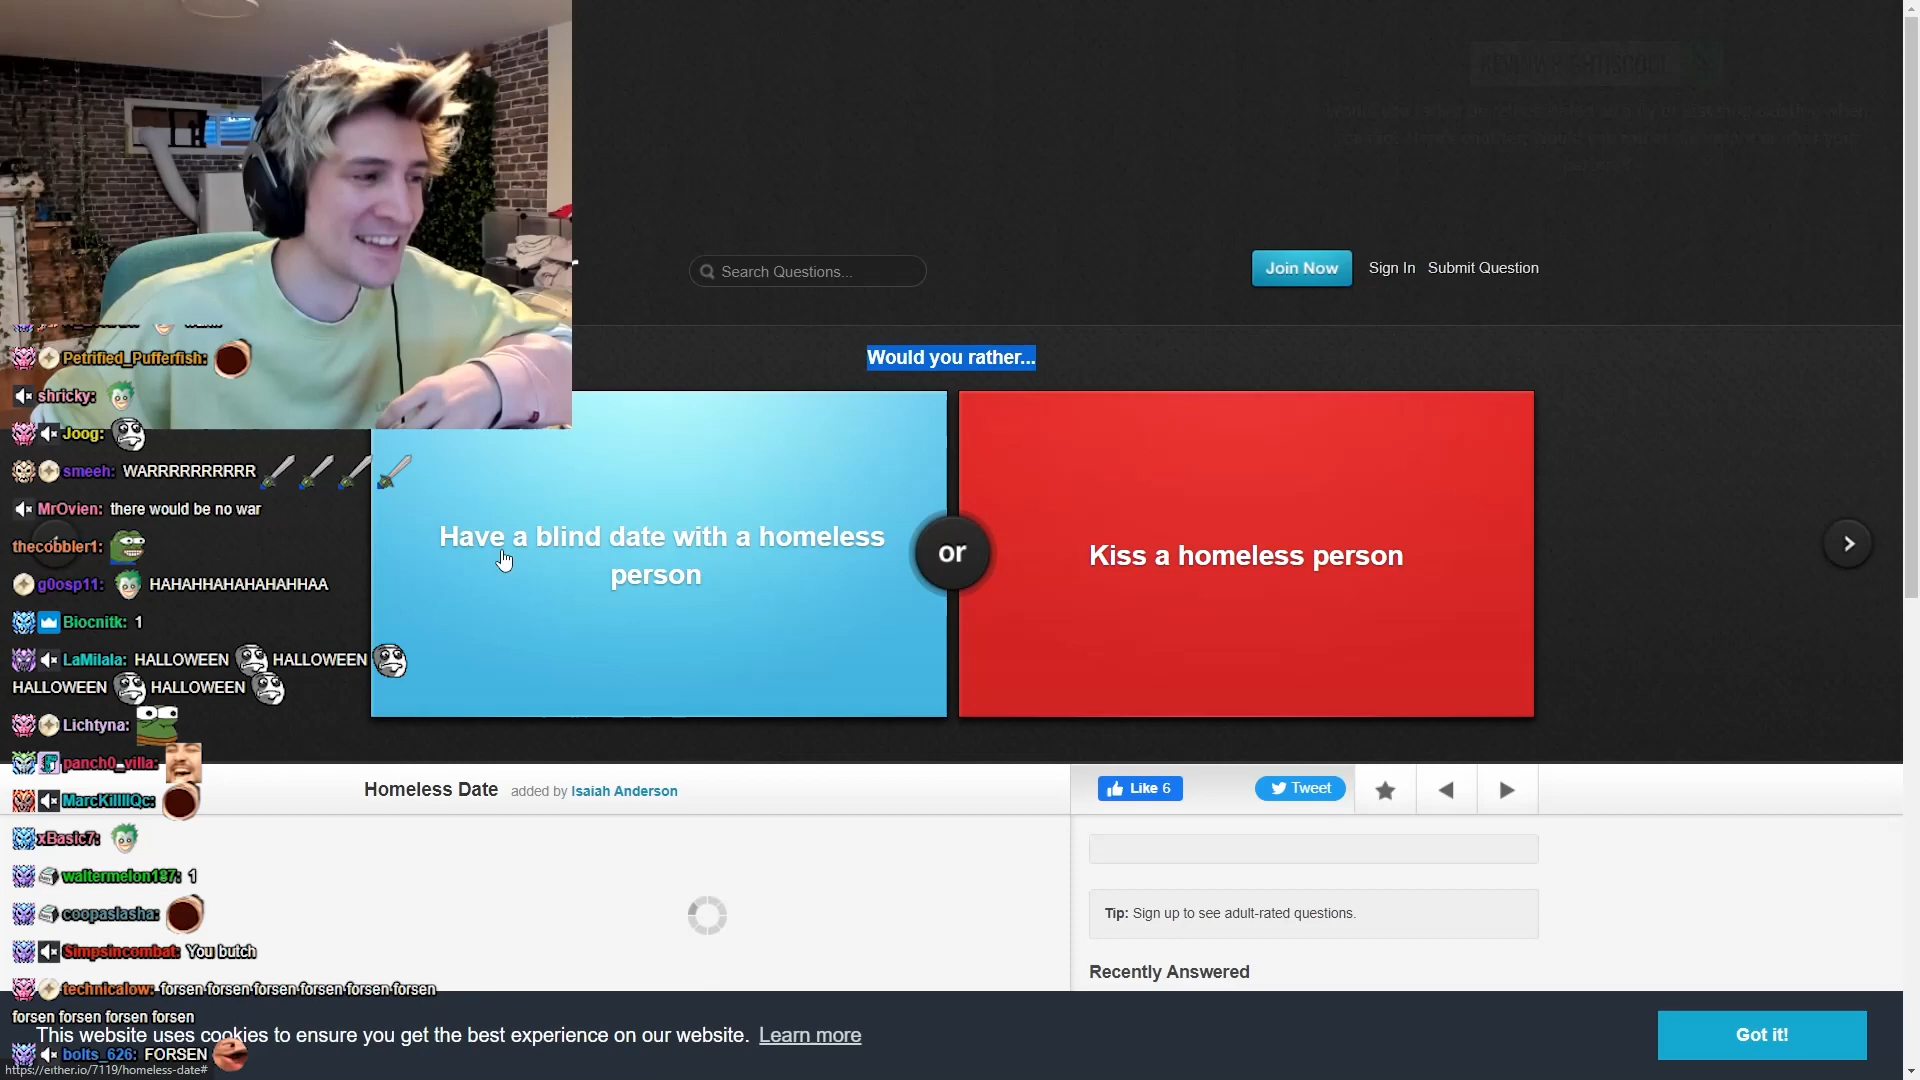 Search Questions...
Join Now
Sign In
Submit Question
Would you rather...
Have a blind date with a homeless
person
or
Kiss a homeless person
Petrified_Pufferfish:
shricky:
Joog:
smeeh: WARRRRRRRRRR
MrOvien: there would be no war
thecobbler1:
g0osp11: HAHAHHAHAHAHAHHAA
Biocnitk: 1
LaMilala: HALLOWEEN HALLOWEEN
HALLOWEEN HALLOWEEN
Lichtyna:
panch0_villa:
MarcKillllQc:
xBasic7:
waltermelon187: 1
coopaslasha:
Simpsincombat: You butch
technicalow: forsen forsen forsen forsen forsen forsen
forsen forsen forsen forsen
bolts_626: FORSEN
Homeless Date added by Isaiah Anderson
Like 6
Tweet
Tip: Sign up to see adult-rated questions.
Recently Answered
This website uses cookies to ensure you get the best experience on our website. Learn more
Got it!
https://either.io/7119/homeless-date#